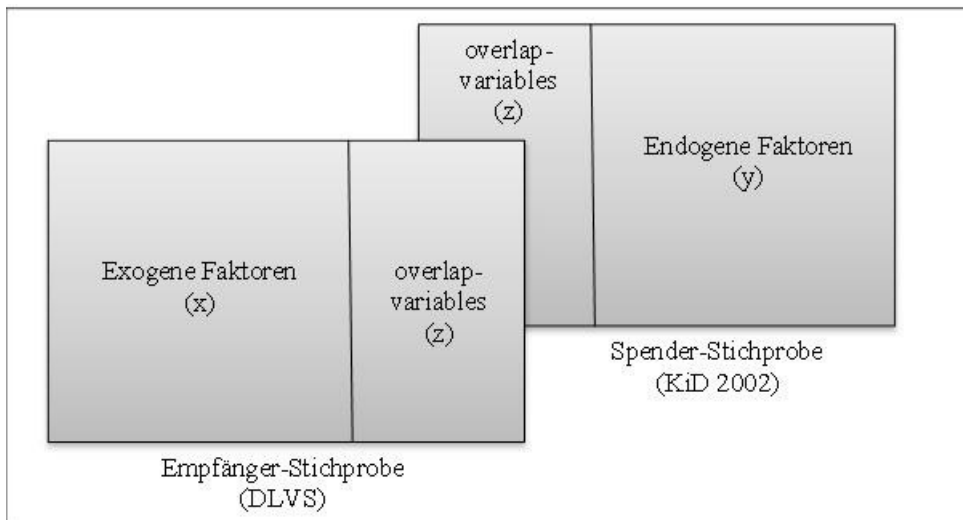 overlap-
variables
(z)
Endogene Faktoren
(y)
Exogene Faktoren
(x)
overlap-
variables
(z)
Spender-Stichprobe
(KiD 2002)
Empfänger-Stichprobe
(DLVS)